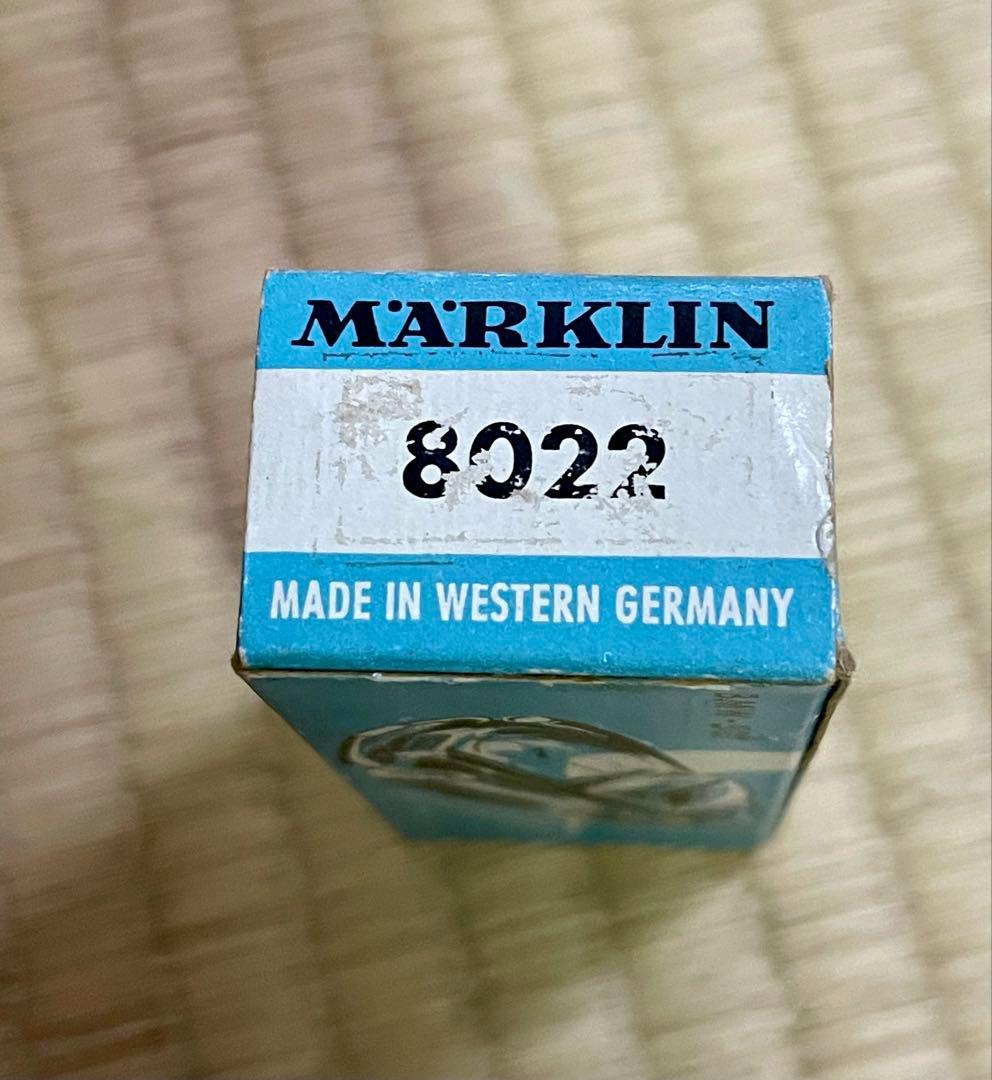 MÄRKLIN
8022
MADE IN WESTERN GERMANY